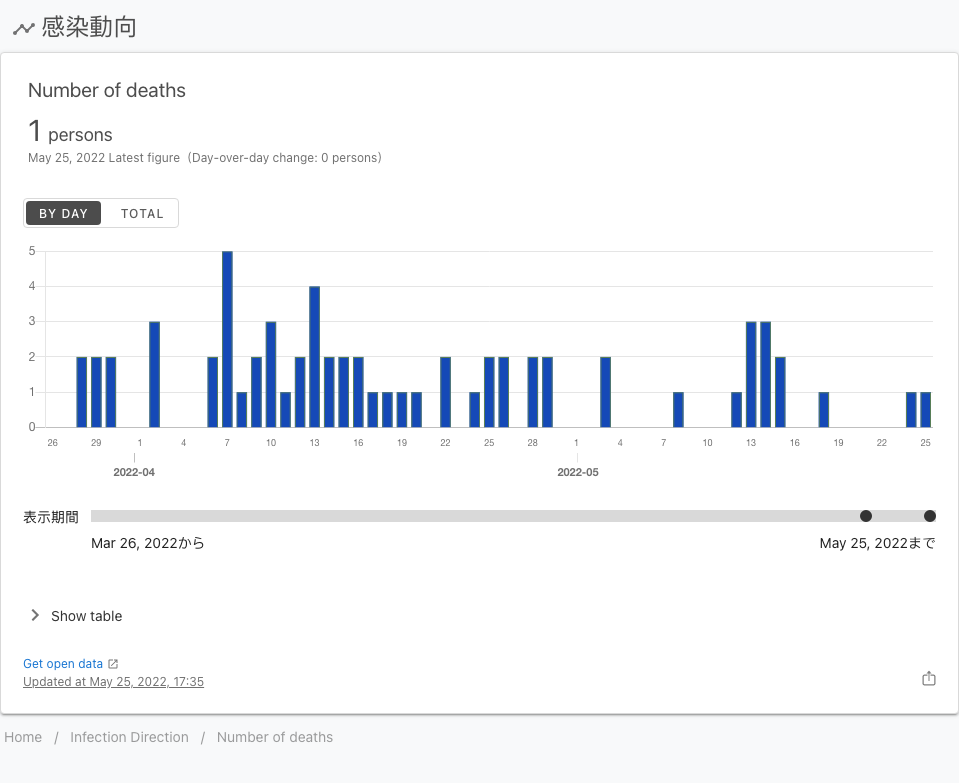 感染動向
Number of deaths
1 persons
May 25, 2022 Latest figure (Day-over-day change: 0 persons)
BY DAY TOTAL
5
4
3
2
1
0
26 29 1 4 7 10 13 16 19 22 25 28 1 4 7 10 13 16 19 22 25
2022-04 2022-05
表示期間
Mar 26, 2022から May 25, 2022まで
Show table
Get open data
Updated at May 25, 2022, 17:35
Home / Infection Direction / Number of deaths